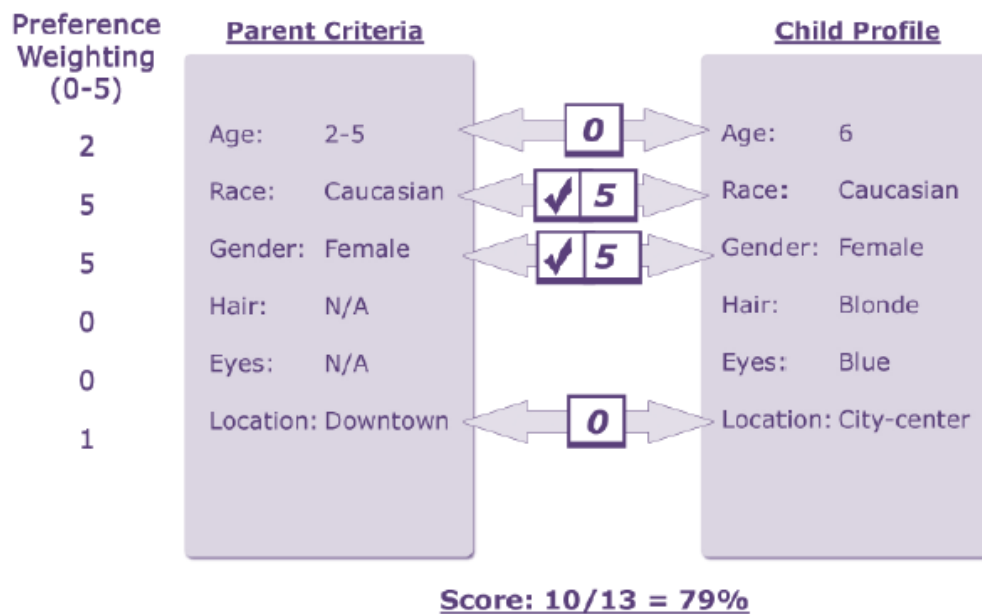 Preference
Weighting
(0-5)
Parent Criteria
Child Profile
2 Age: 2-5 0 Age: 6
5 Race: Caucasian ✓ 5 Race: Caucasian
5 Gender: Female ✓ 5 Gender: Female
0 Hair: N/A Hair: Blonde
0 Eyes: N/A Eyes: Blue
1 Location: Downtown 0 Location: City-center
Score: 10/13 = 79%